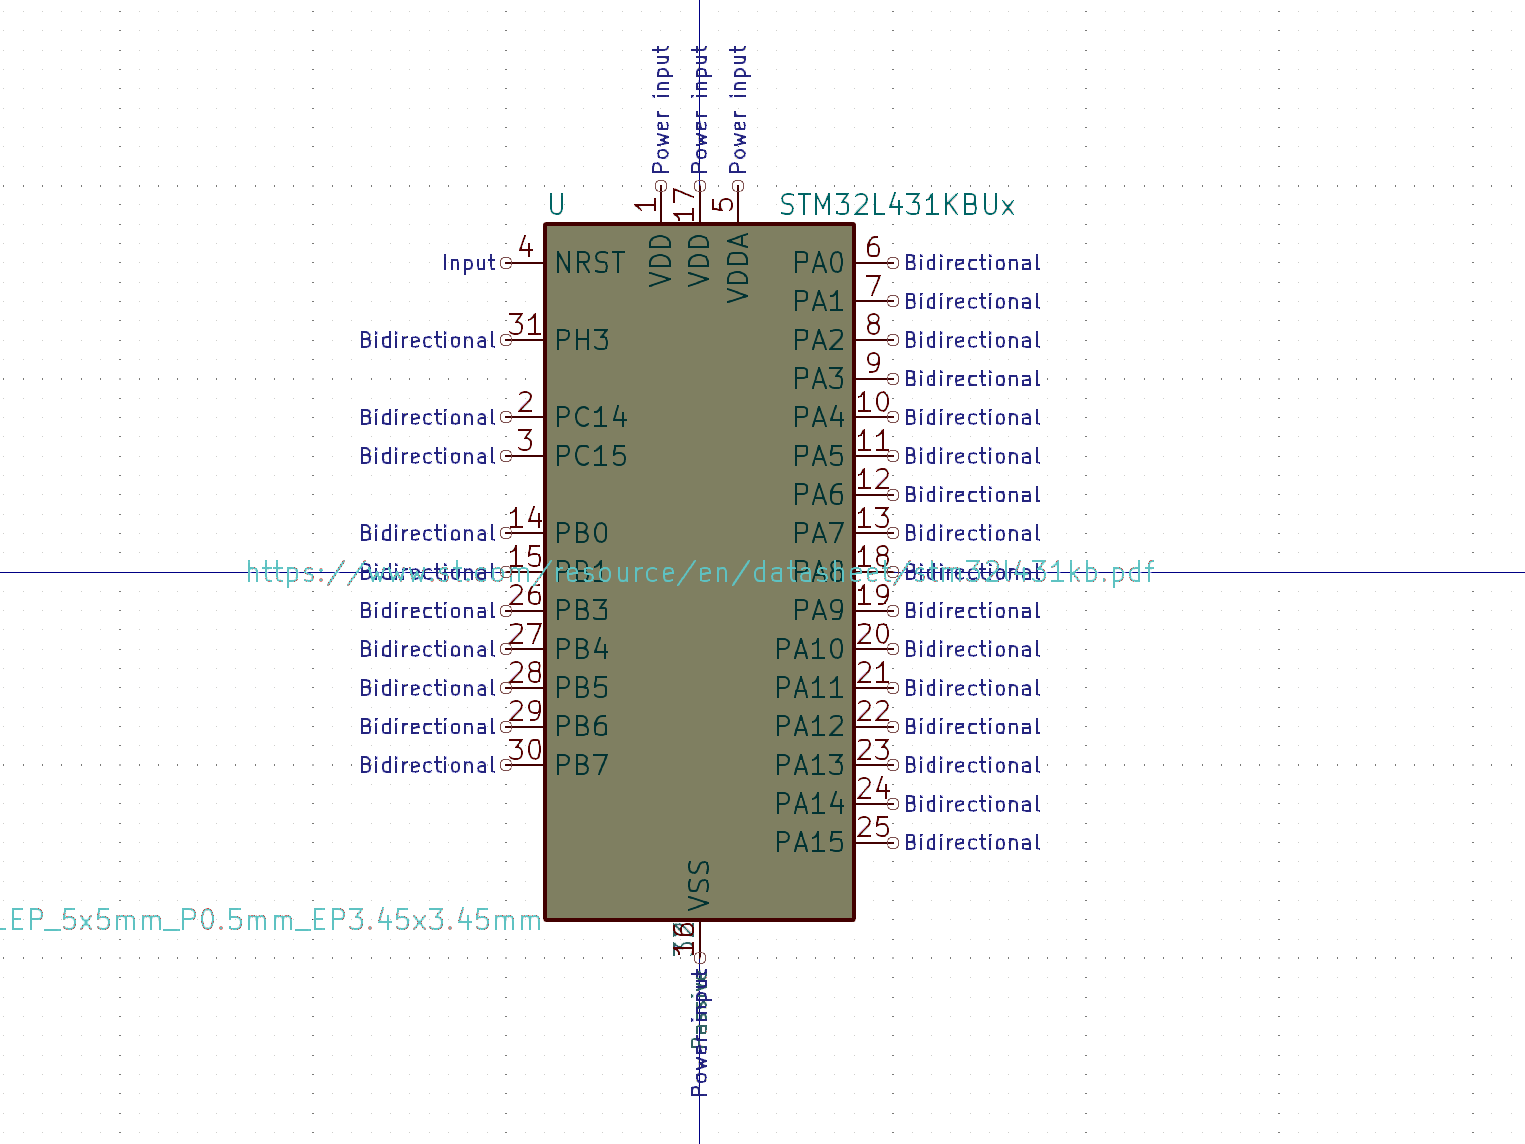 Power input
Power input
Power input
1
17
5
U
STM32L431KBUx
VDD
VDD
VDDA
Input
4
NRST
PA0
6
Bidirectional
PA1
7
Bidirectional
Bidirectional
31
PH3
PA2
8
Bidirectional
PA3
9
Bidirectional
Bidirectional
2
PC14
PA4
10
Bidirectional
Bidirectional
3
PC15
PA5
11
Bidirectional
PA6
12
Bidirectional
Bidirectional
14
PB0
PA7
13
Bidirectional
Bidirectional
15
PB1
PA8
18
Bidirectional
https://www.st.com/resource/en/datasheet/stm32l431kb.pdf
Bidirectional
26
PB3
PA9
19
Bidirectional
Bidirectional
27
PB4
PA10
20
Bidirectional
Bidirectional
28
PB5
PA11
21
Bidirectional
Bidirectional
29
PB6
PA12
22
Bidirectional
Bidirectional
30
PB7
PA13
23
Bidirectional
PA14
24
Bidirectional
PA15
25
Bidirectional
VSS
LEP_5x5mm_P0.5mm_EP3.45x3.45mm
Power input